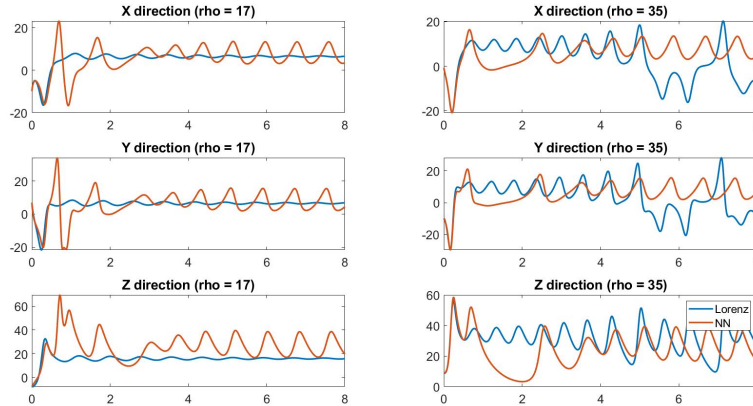 X direction (rho = 17)
20
0
-20
0 2 4 6 8
X direction (rho = 35)
20
0
-20
0 2 4 6
Y direction (rho = 17)
20
0
-20
0 2 4 6 8
Y direction (rho = 35)
20
0
-20
0 2 4 6
Z direction (rho = 17)
60
40
20
0
0 2 4 6 8
Z direction (rho = 35)
60
40
20
0
0 2 4 6
Lorenz
NN